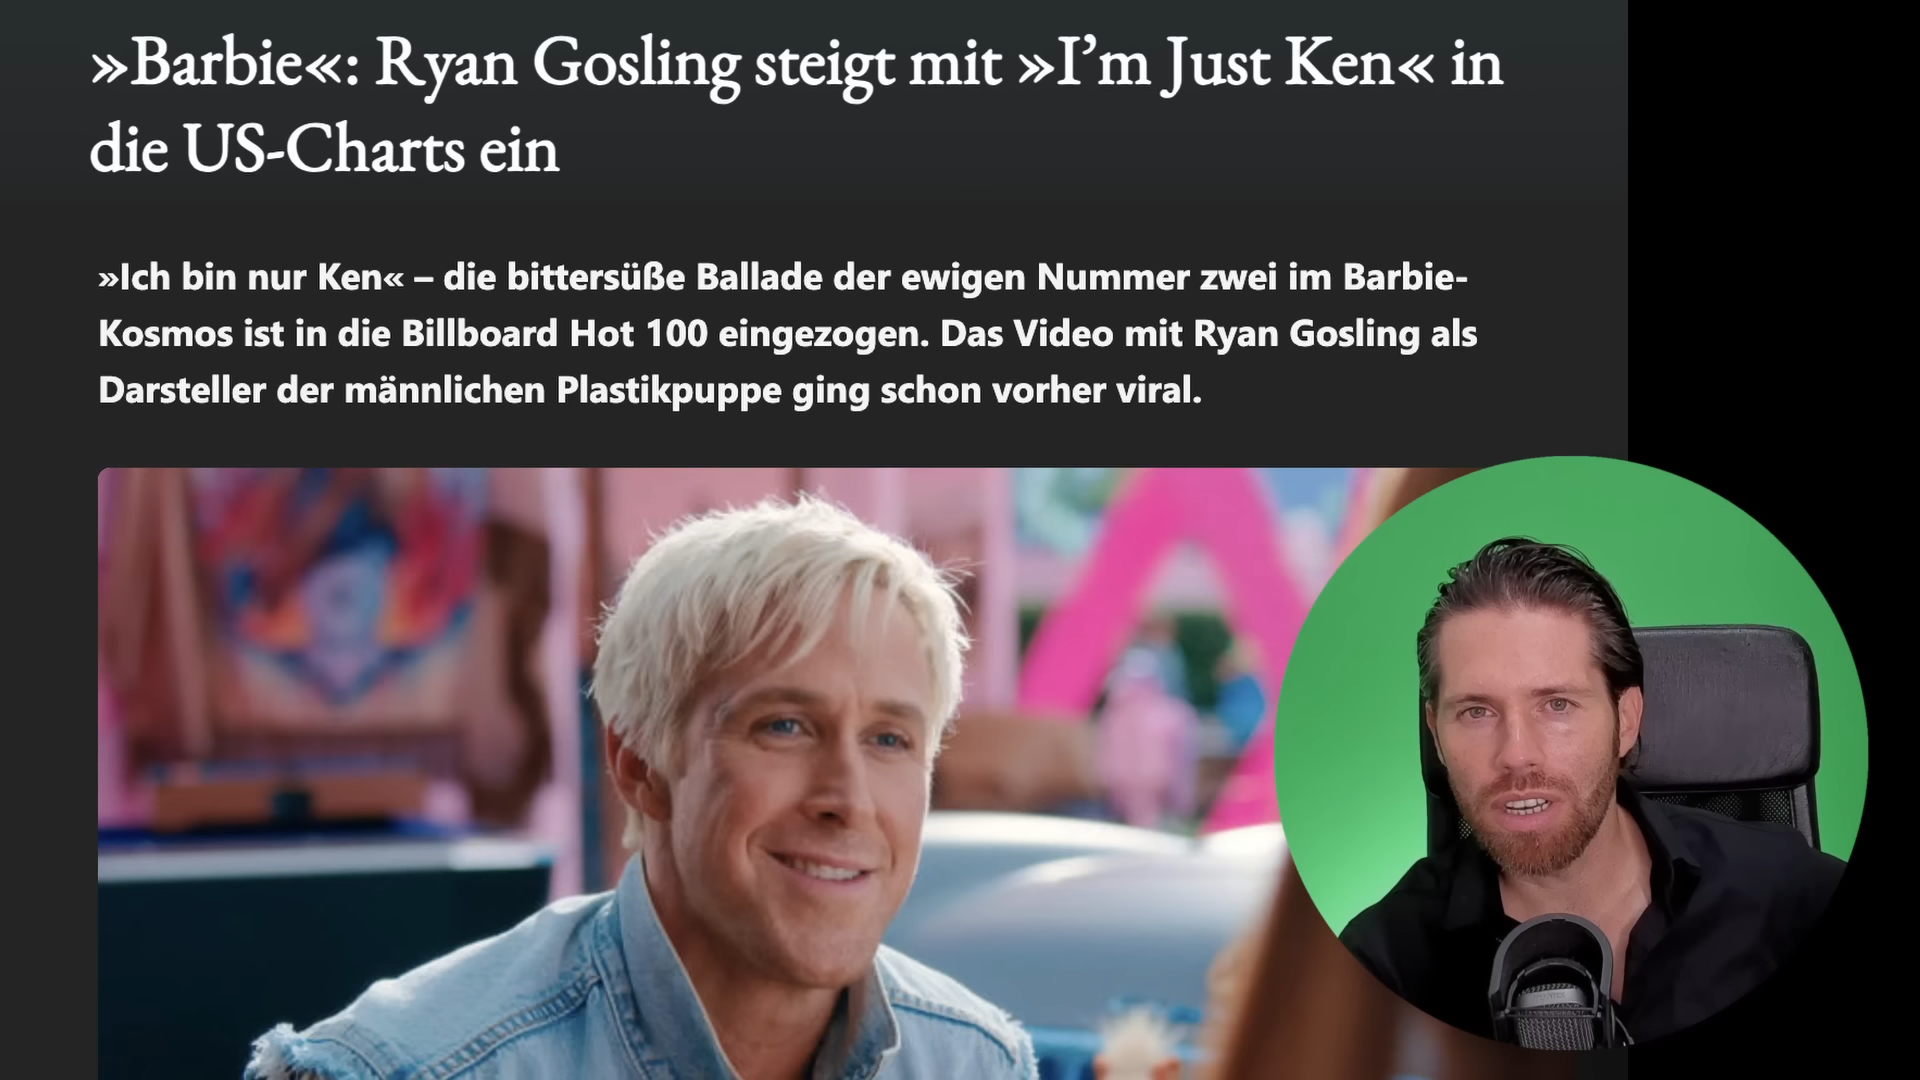 »Barbie«: Ryan Gosling steigt mit »I’m Just Ken« in
die US-Charts ein
»Ich bin nur Ken« – die bittersüße Ballade der ewigen Nummer zwei im Barbie-
Kosmos ist in die Billboard Hot 100 eingezogen. Das Video mit Ryan Gosling als
Darsteller der männlichen Plastikpuppe ging schon vorher viral.